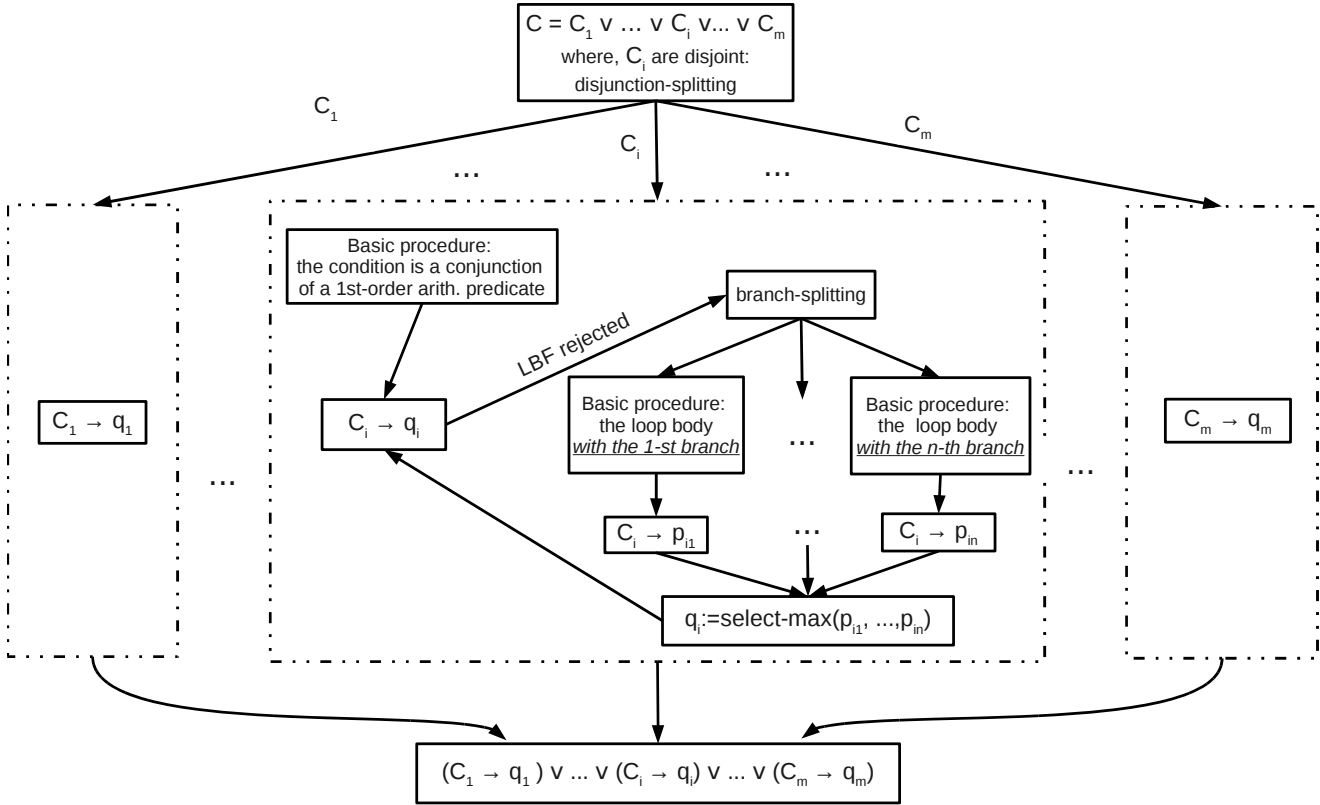 C = C₁ v ... v Cᵢ v... v Cₘ
where, Cᵢ are disjoint:
disjunction-splitting
C₁
Cᵢ
Cₘ
...
...
Basic procedure:
the condition is a conjunction
of a 1st-order arith. predicate
branch-splitting
LBF rejected
C₁ → q₁
...
Cᵢ → qᵢ
Basic procedure:
the loop body
with the 1-st branch
...
Basic procedure:
the loop body
with the n-th branch
...
Cₘ → qₘ
Cᵢ → pᵢ₁
...
Cᵢ → pᵢₙ
qᵢ:=select-max(pᵢ₁, ...,pᵢₙ)
(C₁ → q₁ ) v ... v (Cᵢ → qᵢ) v ... v (Cₘ → qₘ)